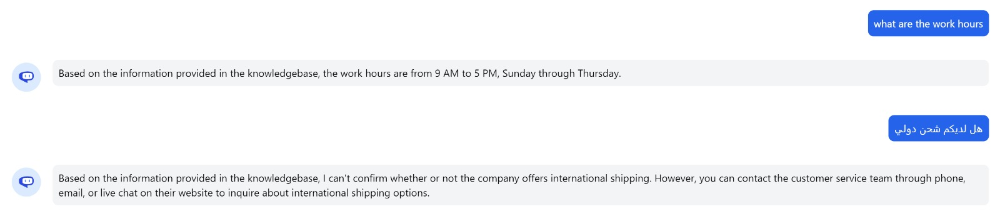 what are the work hours
Based on the information provided in the knowledgebase, the work hours are from 9 AM to 5 PM, Sunday through Thursday.
هل لديكم شحن دولي
Based on the information provided in the knowledgebase, I can't confirm whether or not the company offers international shipping. However, you can contact the customer service team through phone,
email, or live chat on their website to inquire about international shipping options.